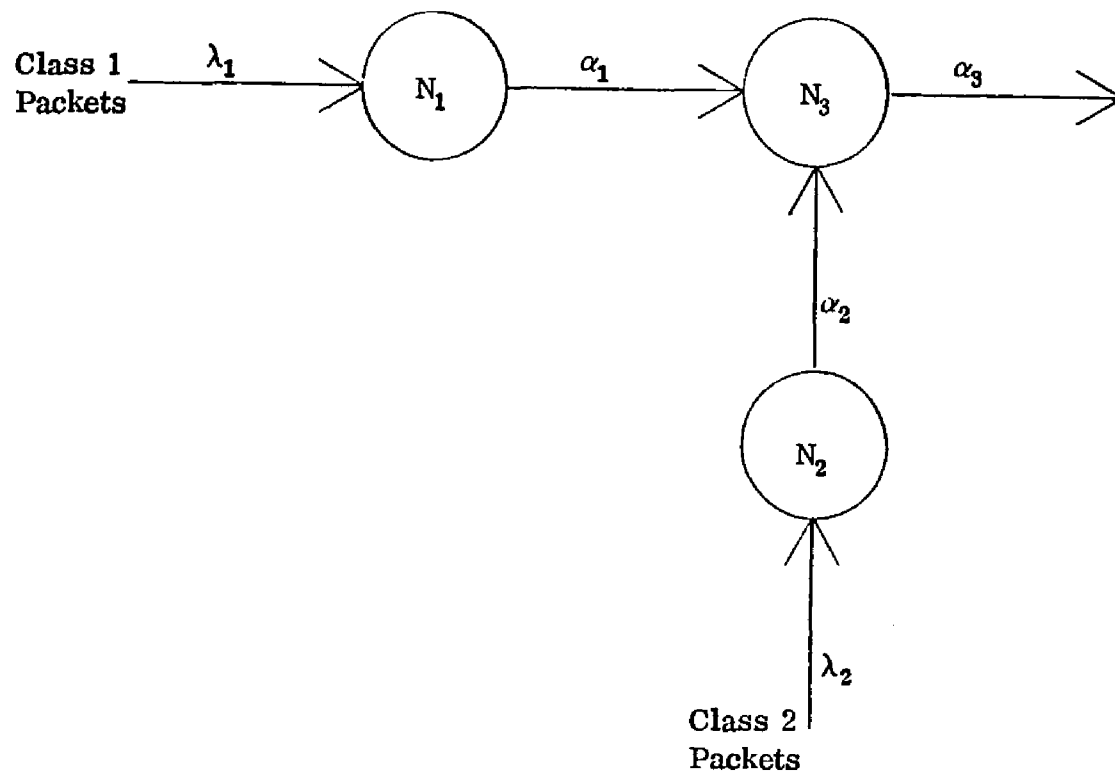 Class 1
Packets
λ₁
N₁
α₁
N₃
α₃
α₂
N₂
λ₂
Class 2
Packets